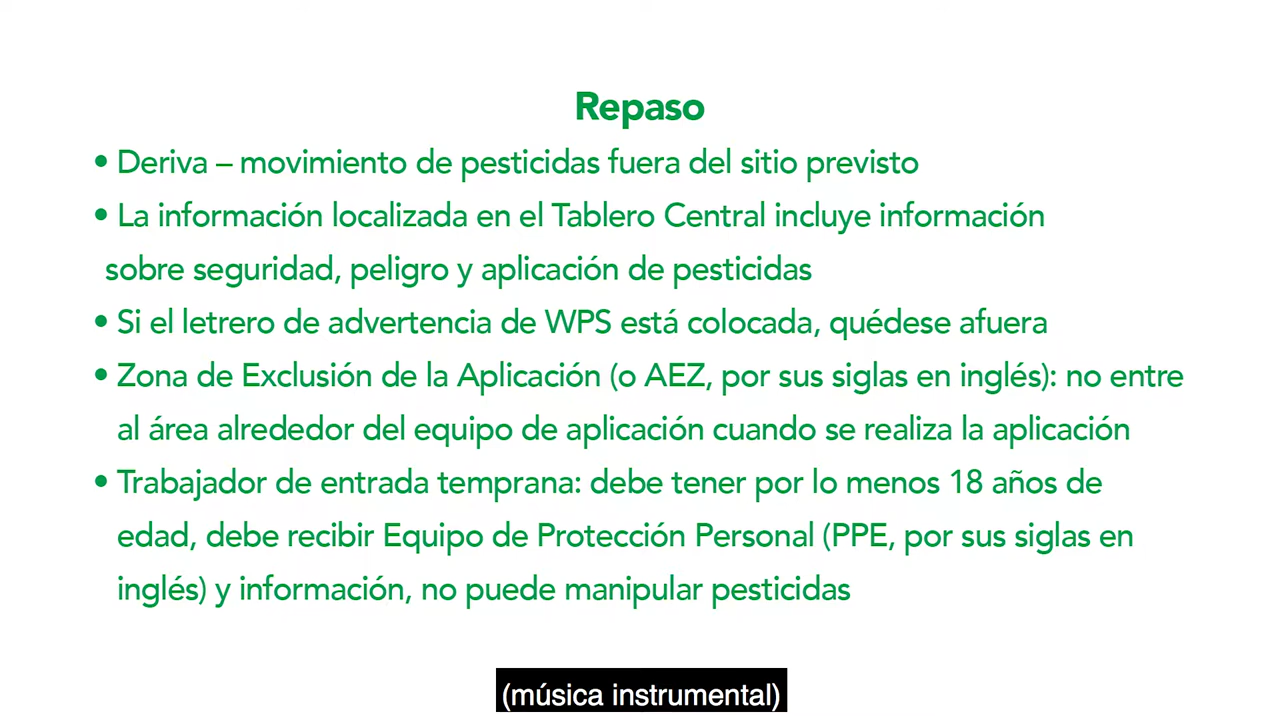 Repaso
• Deriva – movimiento de pesticidas fuera del sitio previsto
• La información localizada en el Tablero Central incluye información
sobre seguridad, peligro y aplicación de pesticidas
• Si el letrero de advertencia de WPS está colocada, quédese afuera
• Zona de Exclusión de la Aplicación (o AEZ, por sus siglas en inglés): no entre
al área alrededor del equipo de aplicación cuando se realiza la aplicación
• Trabajador de entrada temprana: debe tener por lo menos 18 años de
edad, debe recibir Equipo de Protección Personal (PPE, por sus siglas en
inglés) y información, no puede manipular pesticidas
(música instrumental)